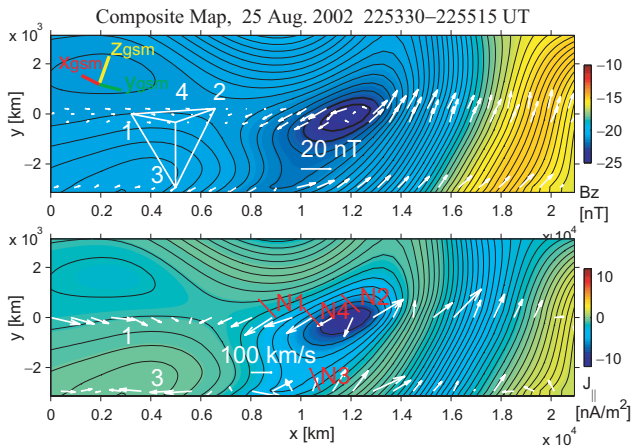 Composite Map, 25 Aug. 2002 225330–225515 UT
x 10³
Zgsm
Xgsm
Ygsm
4 2
1
3
20 nT
y [km]
2
0
−2
0 0.2 0.4 0.6 0.8 1 1.2 1.4 1.6 1.8 2
x 10⁴
−10
−15
−20
−25
Bz
[nT]
x 10³
N1 N2
N4
N3
1
3
100 km/s
y [km]
2
0
−2
0 0.2 0.4 0.6 0.8 1 1.2 1.4 1.6 1.8 2
x [km]
x 10⁴
10
0
−10
J||
[nA/m²]